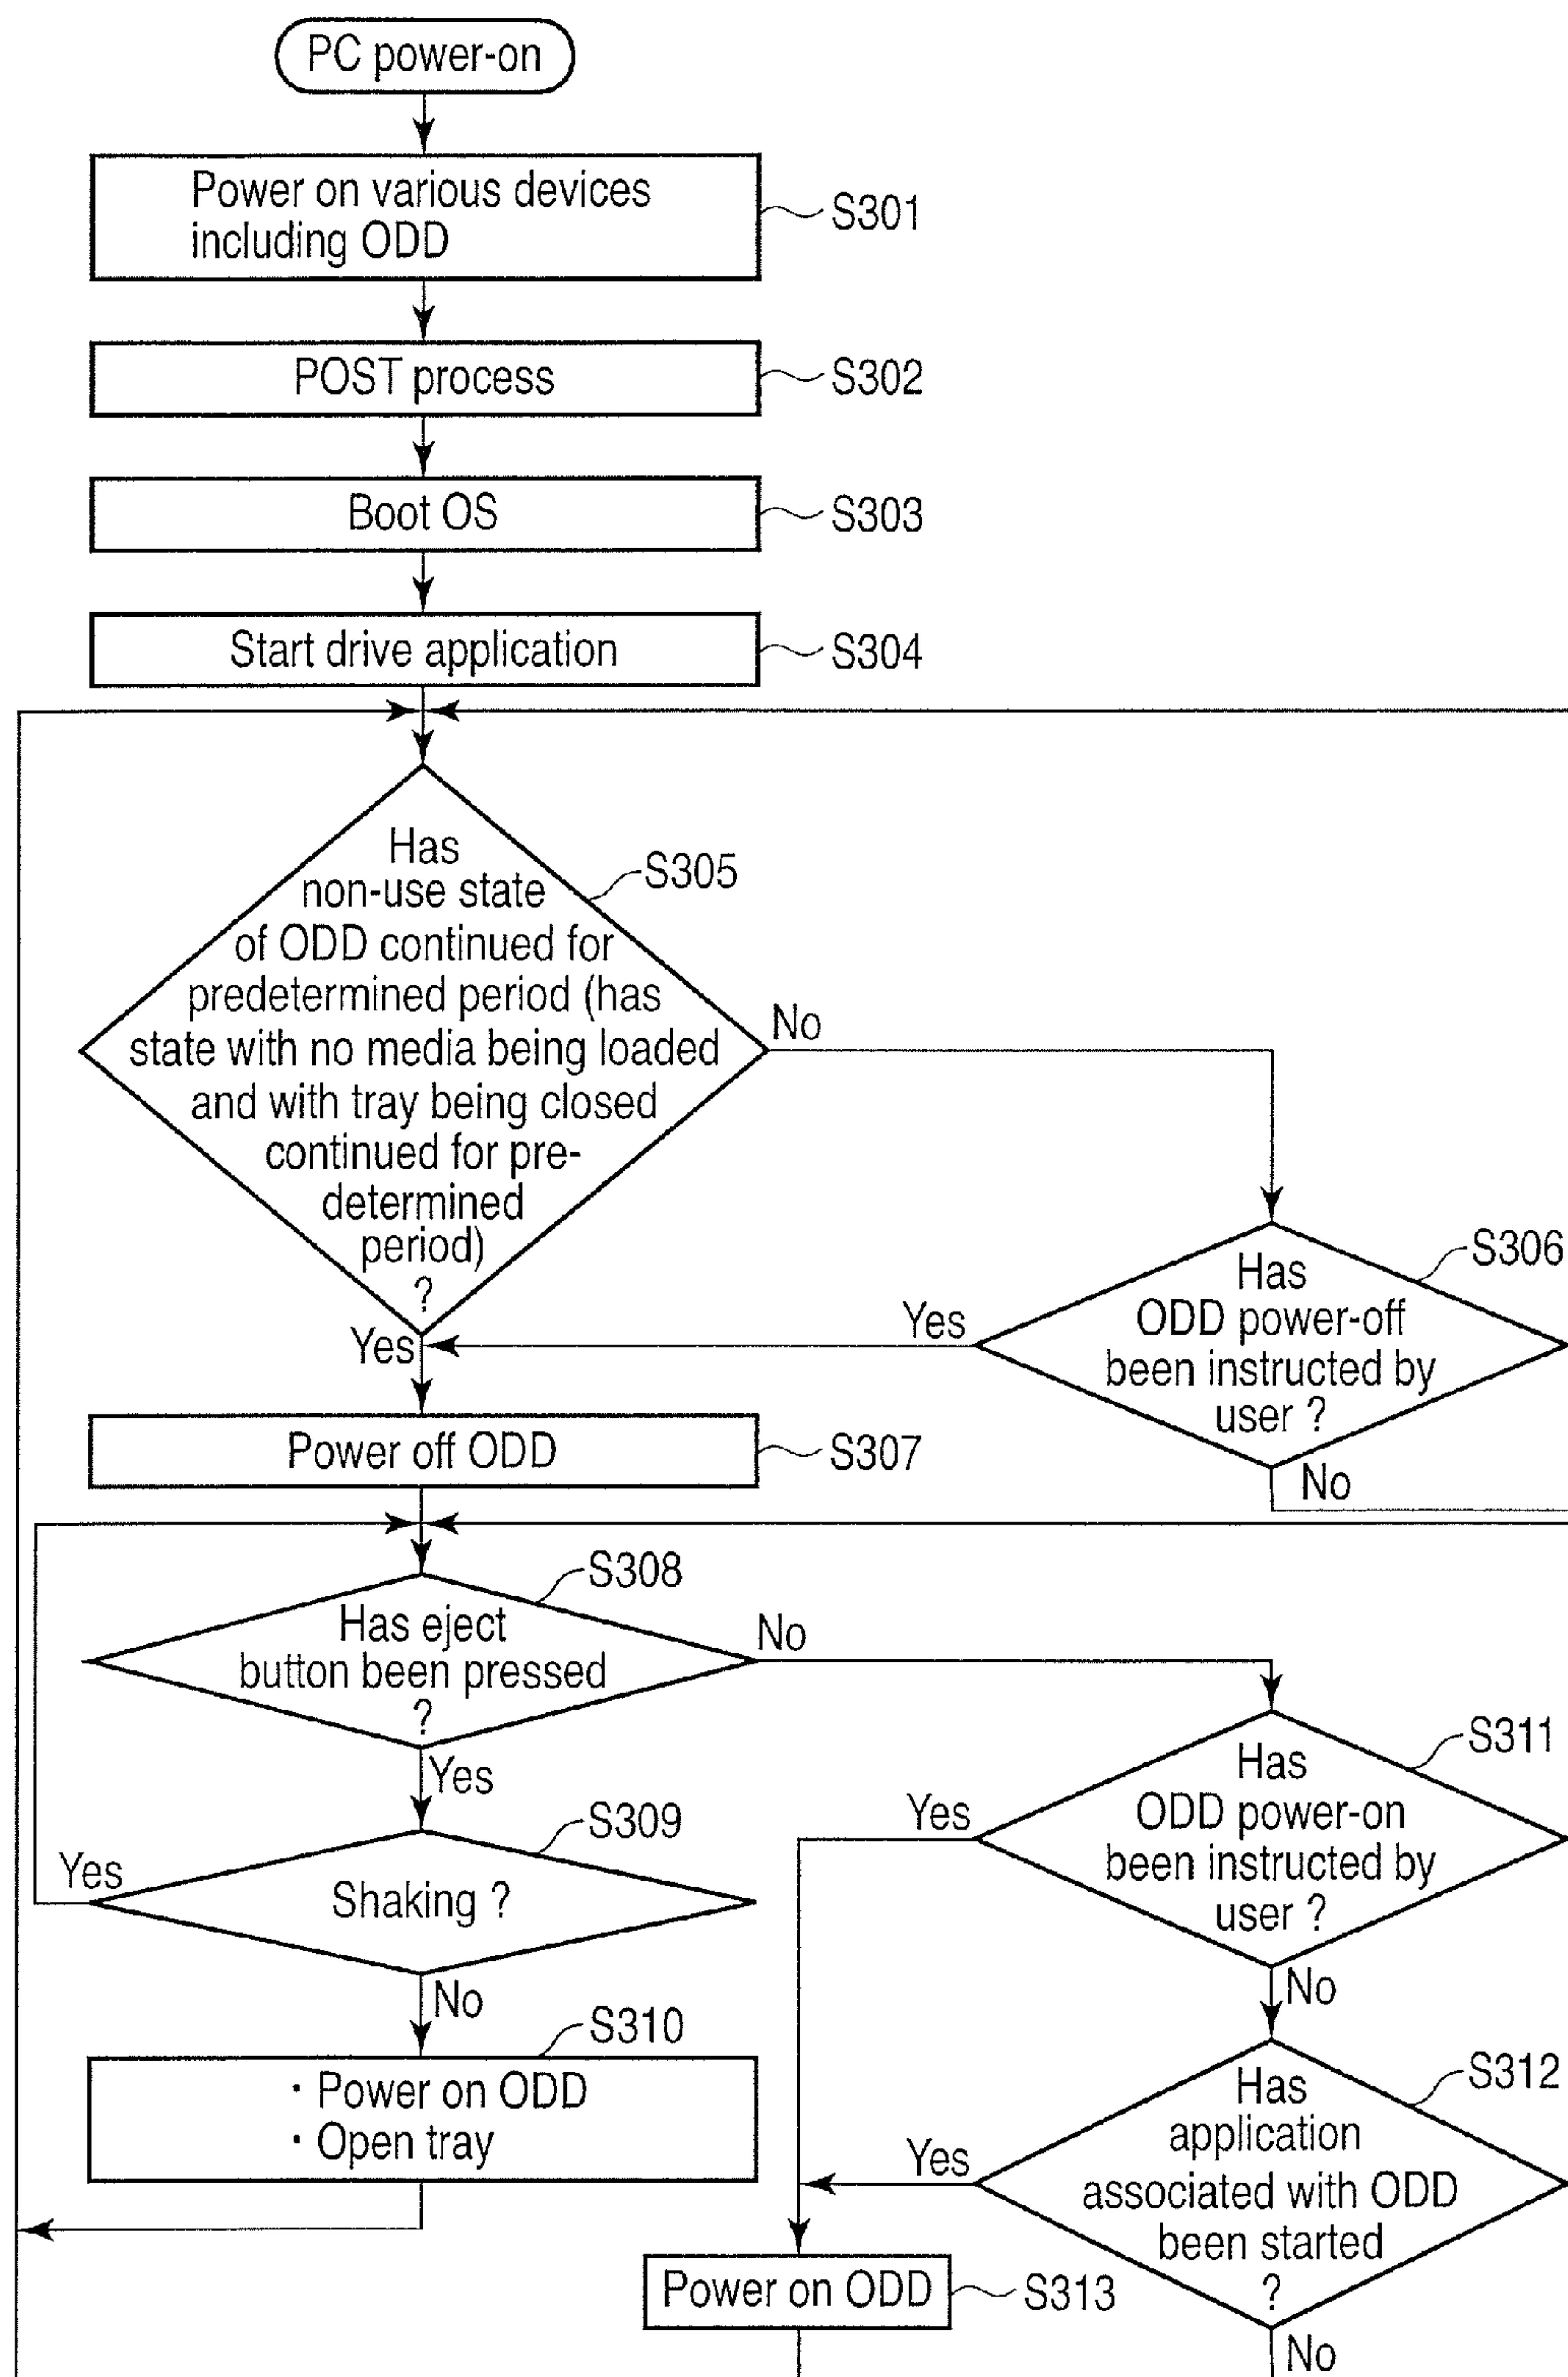 PC power-on
Power on various devices
including ODD
S301
POST process
S302
Boot OS
S303
Start drive application
S304
Has
non-use state
of ODD continued for
predetermined period (has
state with no media being loaded
and with tray being closed
continued for pre-
determined
period)
?
S305
No
Yes
Has
ODD power-off
been instructed by
user ?
S306
Yes
No
Power off ODD
S307
Has eject
button been pressed
?
S308
No
Yes
Shaking ?
S309
Yes
No
· Power on ODD
· Open tray
S310
Has
ODD power-on
been instructed by
user ?
S311
Yes
No
Has
application
associated with ODD
been started
?
S312
Yes
No
Power on ODD
S313